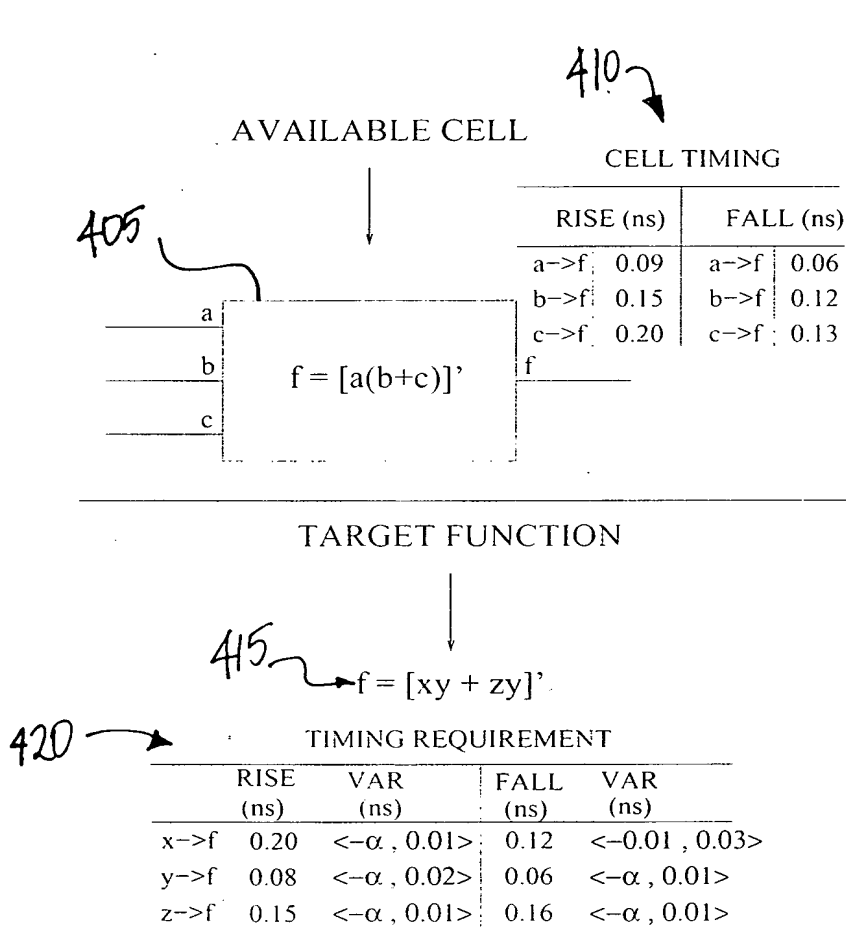 410
AVAILABLE CELL
CELL TIMING
RISE (ns) FALL (ns)
405
a->f 0.09 a->f 0.06
b->f 0.15 b->f 0.12
c->f 0.20 c->f 0.13
a
b
c
f = [a(b+c)]’
f
TARGET FUNCTION
415
f = [xy + zy]’
420
TIMING REQUIREMENT
RISE VAR FALL VAR
(ns) (ns) (ns) (ns)
x->f 0.20 <-α , 0.01> 0.12 <-0.01 , 0.03>
y->f 0.08 <-α , 0.02> 0.06 <-α , 0.01>
z->f 0.15 <-α , 0.01> 0.16 <-α , 0.01>